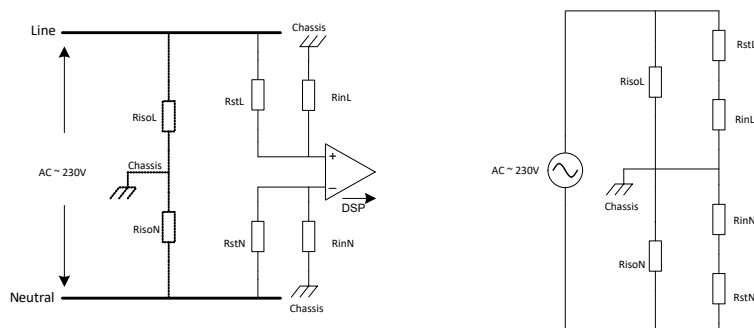 Line
Chassis
RisoL
RstL
RinL
Chassis
AC ~ 230V
+
−
DSP
RisoN
RstN
RinN
Neutral
Chassis
RstL
RisoL
RinL
AC ~ 230V
Chassis
RinN
RisoN
RstN